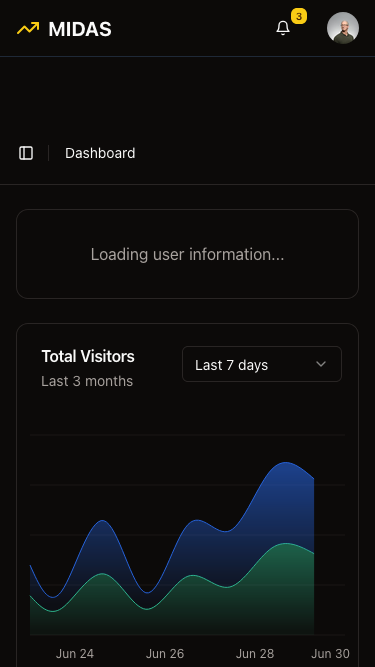 MIDAS
3
Dashboard
Loading user information...
Total Visitors
Last 3 months
Last 7 days
Jun 24
Jun 26
Jun 28
Jun 30